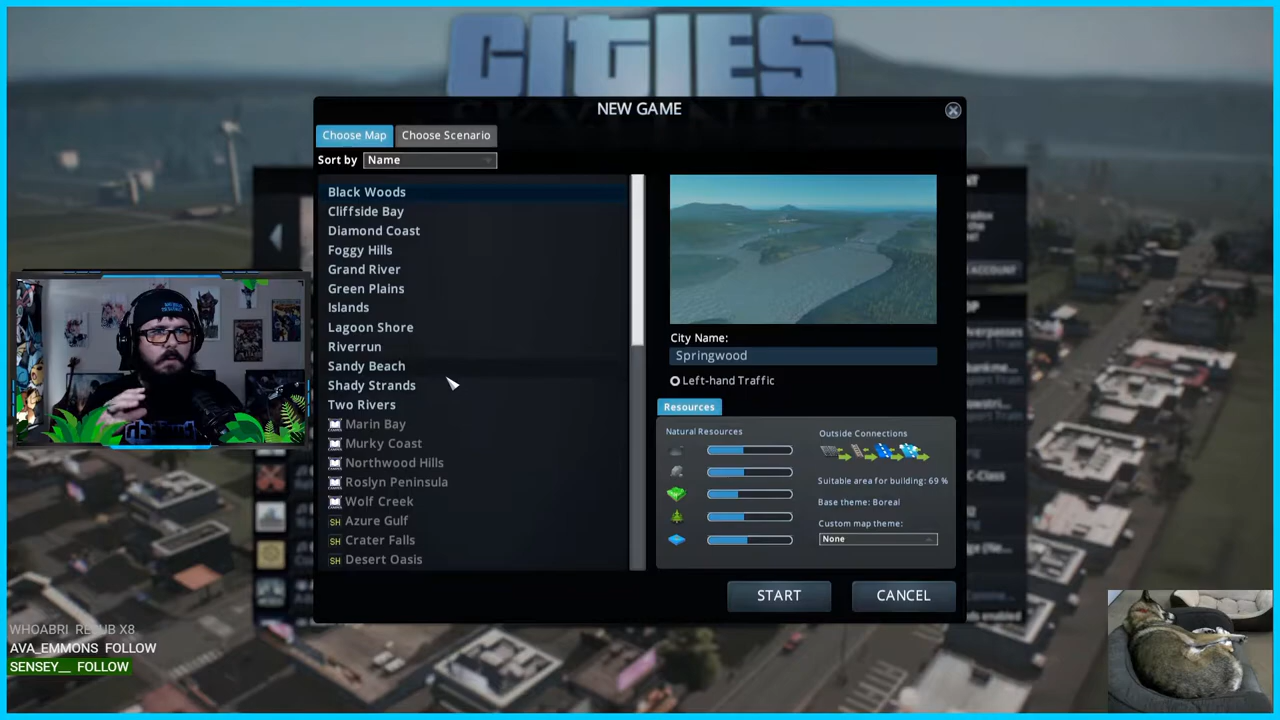 CITIES
NEW GAME
Choose Map
Choose Scenario
Sort by
Name
Black Woods
Cliffside Bay
Diamond Coast
Foggy Hills
Grand River
Green Plains
Islands
Lagoon Shore
Riverrun
Sandy Beach
Shady Strands
Two Rivers
Marin Bay
Murky Coast
Northwood Hills
Roslyn Peninsula
Wolf Creek
SH Azure Gulf
SH Crater Falls
SH Desert Oasis
City Name:
Springwood
Left-hand Traffic
Resources
Natural Resources
Outside Connections
Suitable area for building: 69 %
Base theme: Boreal
Custom map theme:
None
START
CANCEL
ACCOUNT
WHOABRI RESUB X8
AVA_EMMONS FOLLOW
SENSEY__ FOLLOW